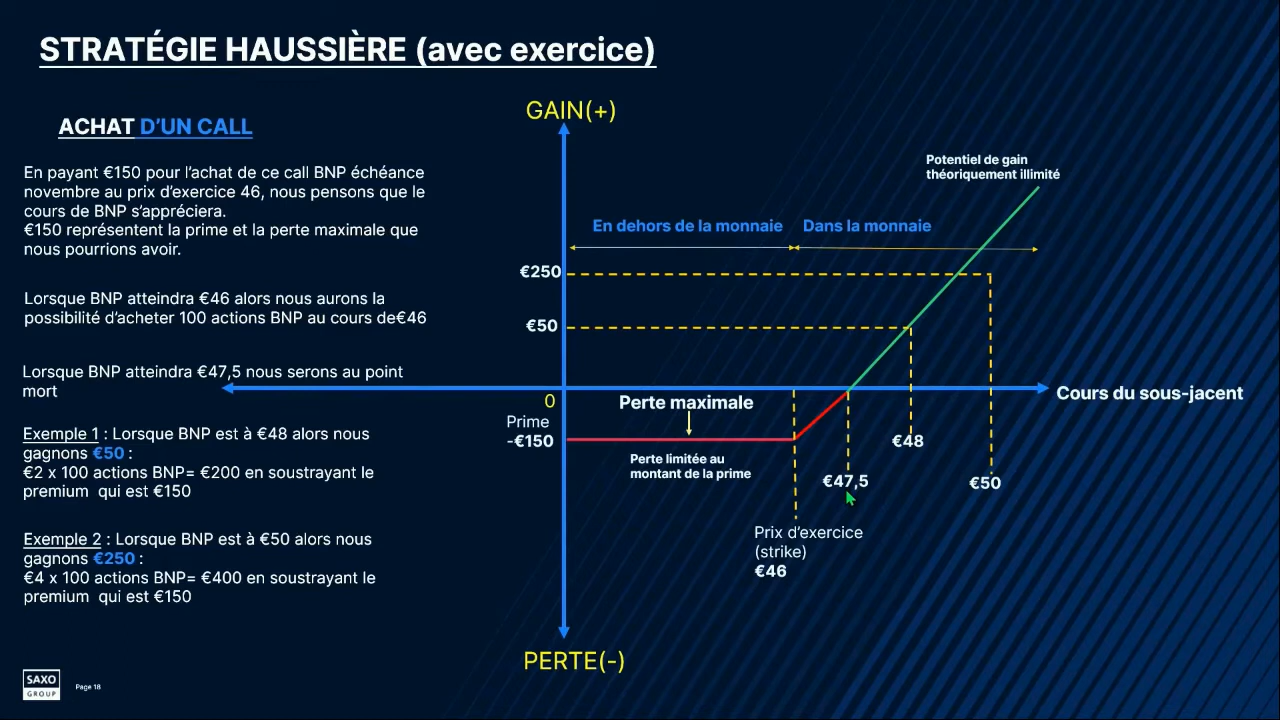 STRATÉGIE HAUSSIÈRE (avec exercice)
ACHAT D'UN CALL
En payant €150 pour l'achat de ce call BNP échéance
novembre au prix d'exercice 46, nous pensons que le
cours de BNP s'appréciera.
€150 représentent la prime et la perte maximale que
nous pourrions avoir.
Lorsque BNP atteindra €46 alors nous aurons la
possibilité d'acheter 100 actions BNP au cours de€46
Lorsque BNP atteindra €47,5 nous serons au point
mort
Exemple 1 : Lorsque BNP est à €48 alors nous
gagnons €50 :
€2 x 100 actions BNP= €200 en soustrayant le
premium qui est €150
Exemple 2 : Lorsque BNP est à €50 alors nous
gagnons €250 :
€4 x 100 actions BNP= €400 en soustrayant le
premium qui est €150
GAIN(+)
Potentiel de gain
théoriquement illimité
En dehors de la monnaie
Dans la monnaie
€250
€50
Cours du sous-jacent
0
Perte maximale
Prime
-€150
Perte limitée au
montant de la prime
€48
€47,5
€50
Prix d'exercice
(strike)
€46
PERTE(-)
SAXO
GROUP
Page 18